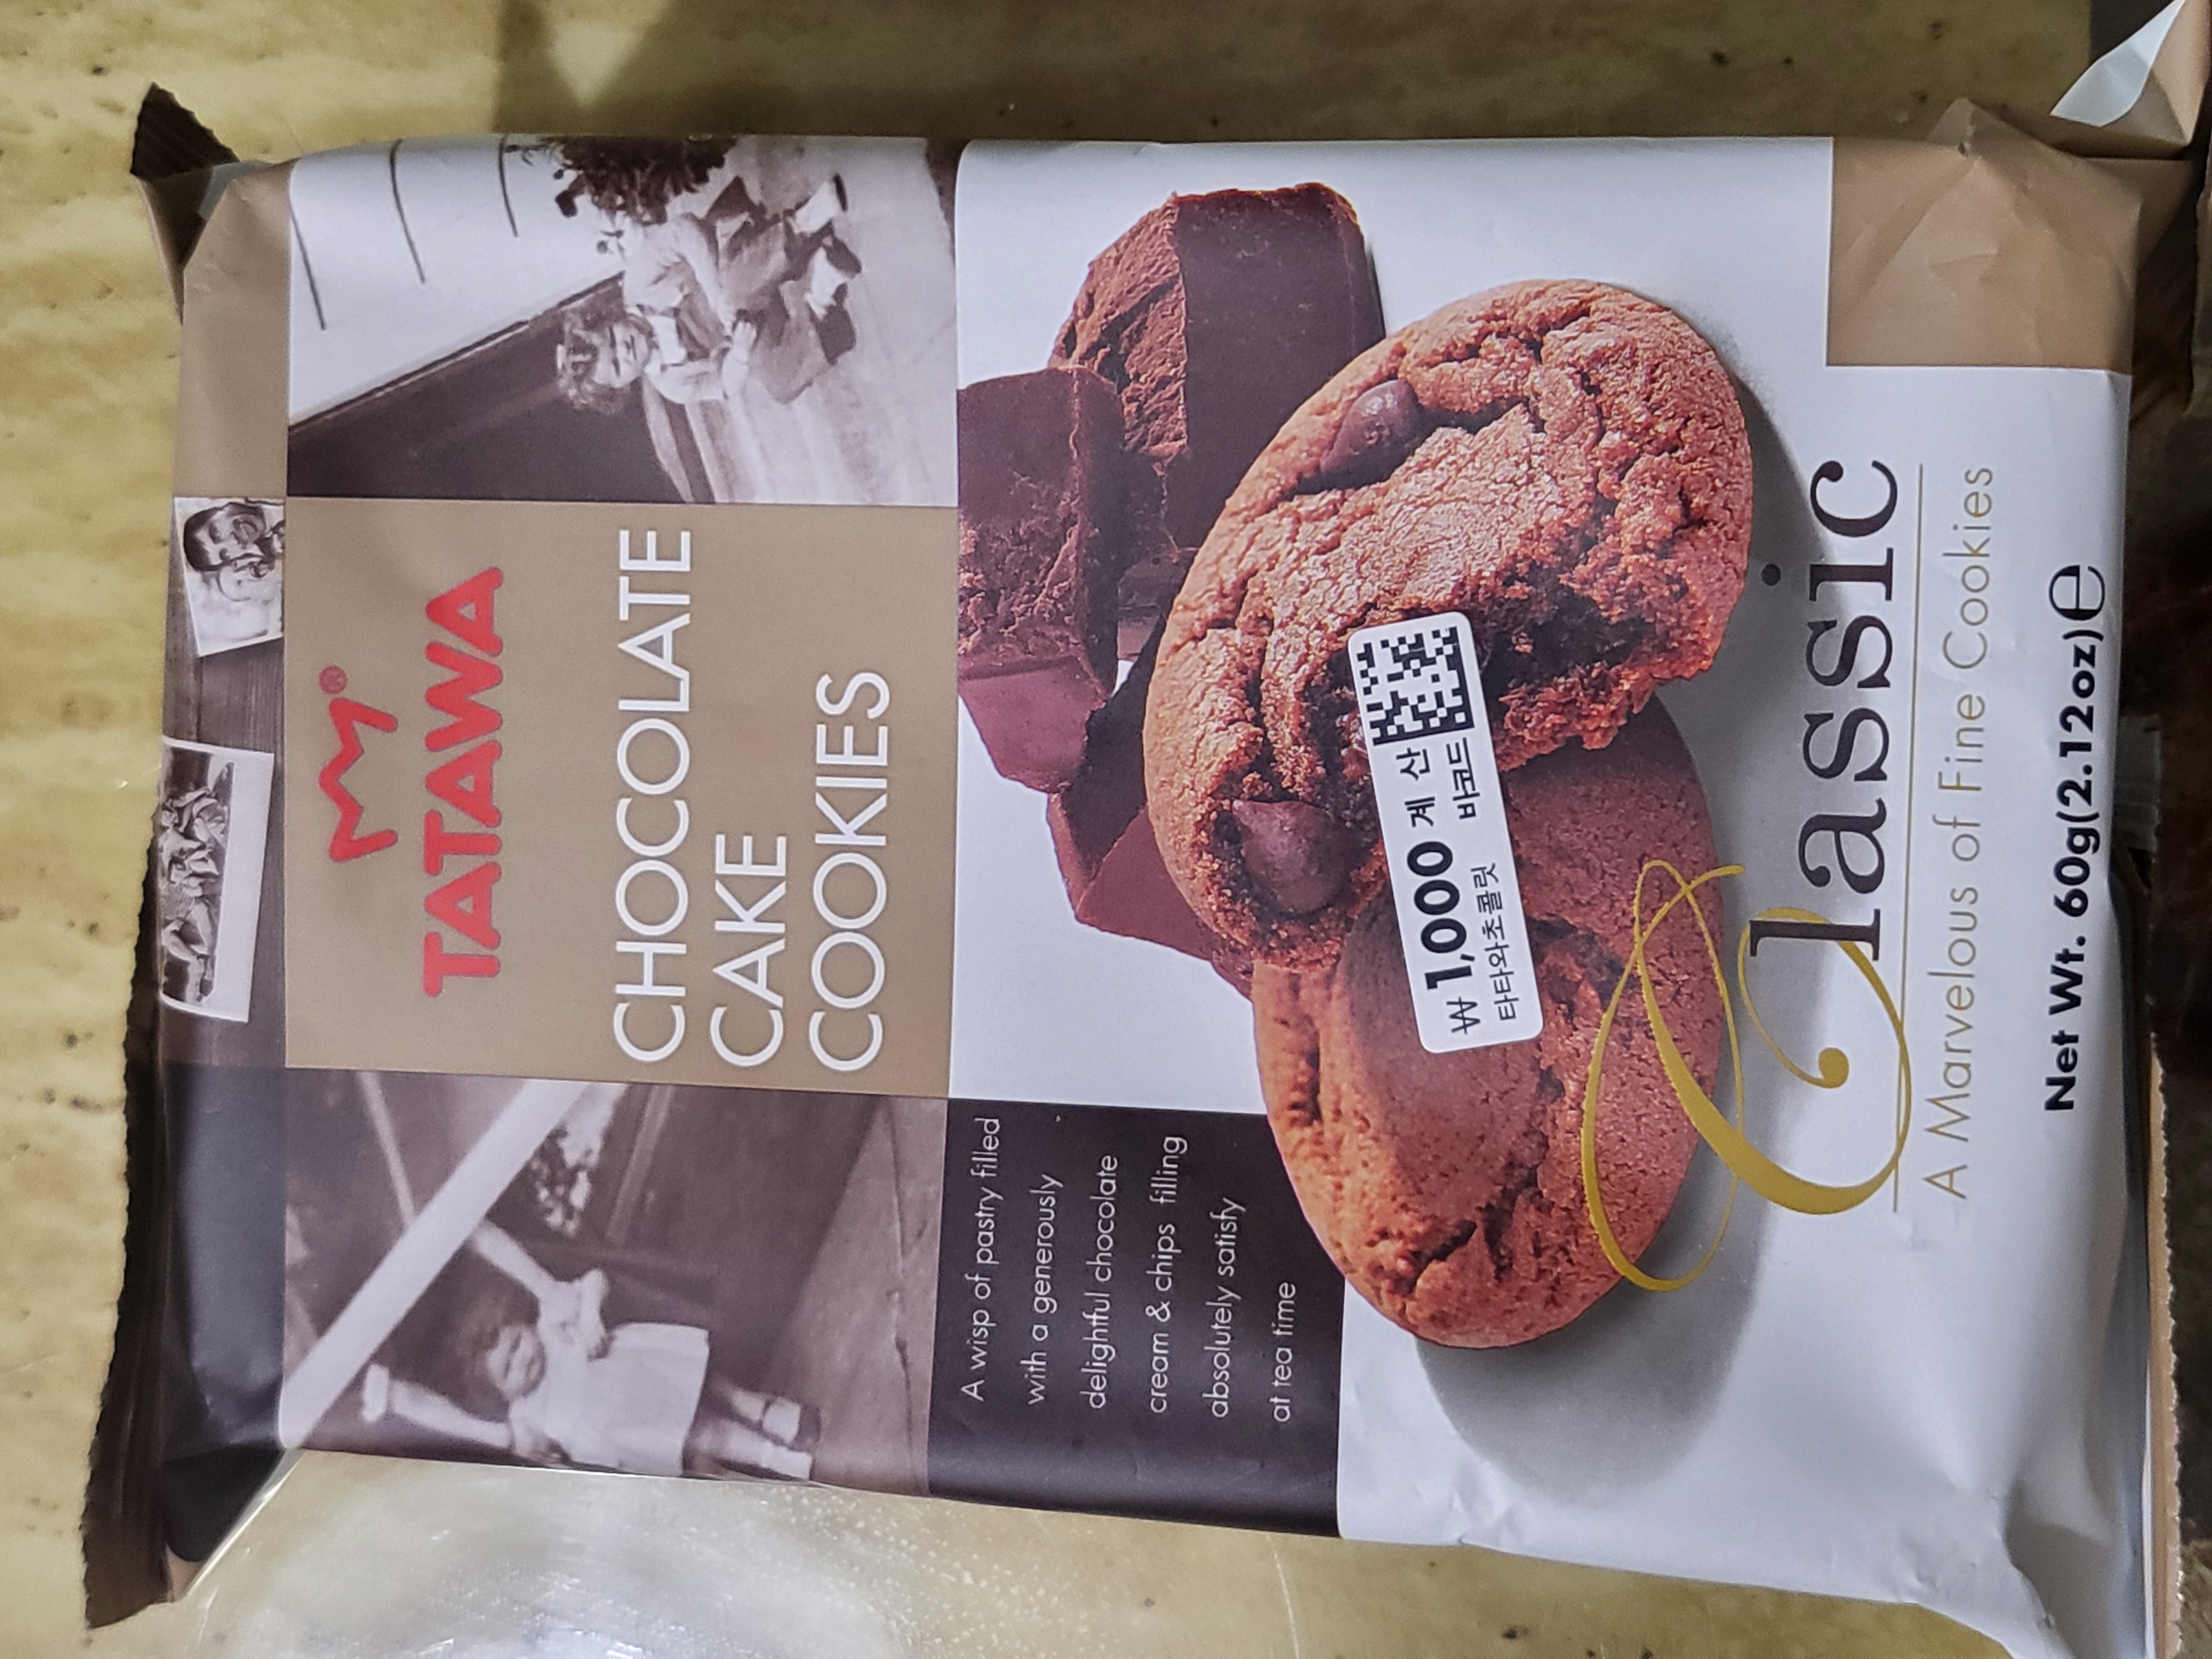 TATAWA®
CHOCOLATE
CAKE
COOKIES
A wisp of pastry filled
with a generously
delightful chocolate
cream & chips filling
absolutely satisfy
at tea time
₩1,000 계 산
타타와초콜릿 바코드
Classic
A Marvelous of Fine Cookies
Net Wt. 60g(2.12oz)℮